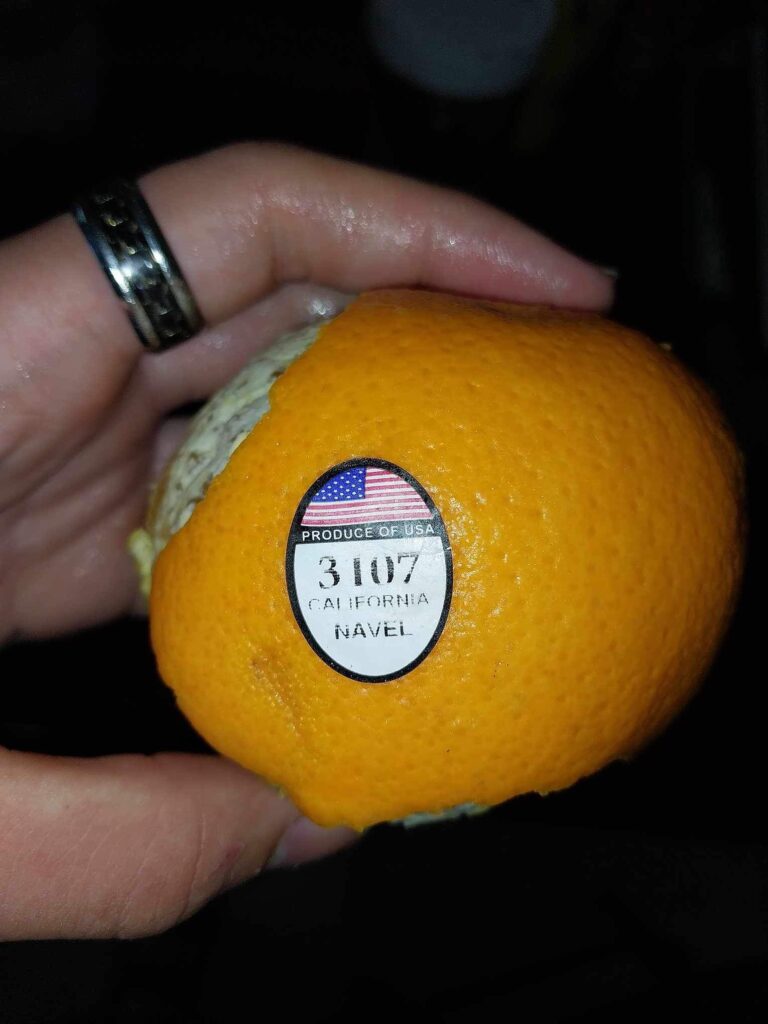 PRODUCE OF USA
3107
CALIFORNIA
NAVEL